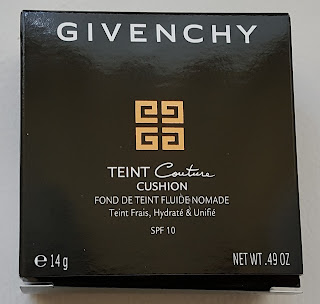 GIVENCHY
TEINT Couture
CUSHION
FOND DE TEINT FLUIDE NOMADE
Teint Frais, Hydraté & Unifié
SPF 10
℮ 14 g NET WT. .49 OZ